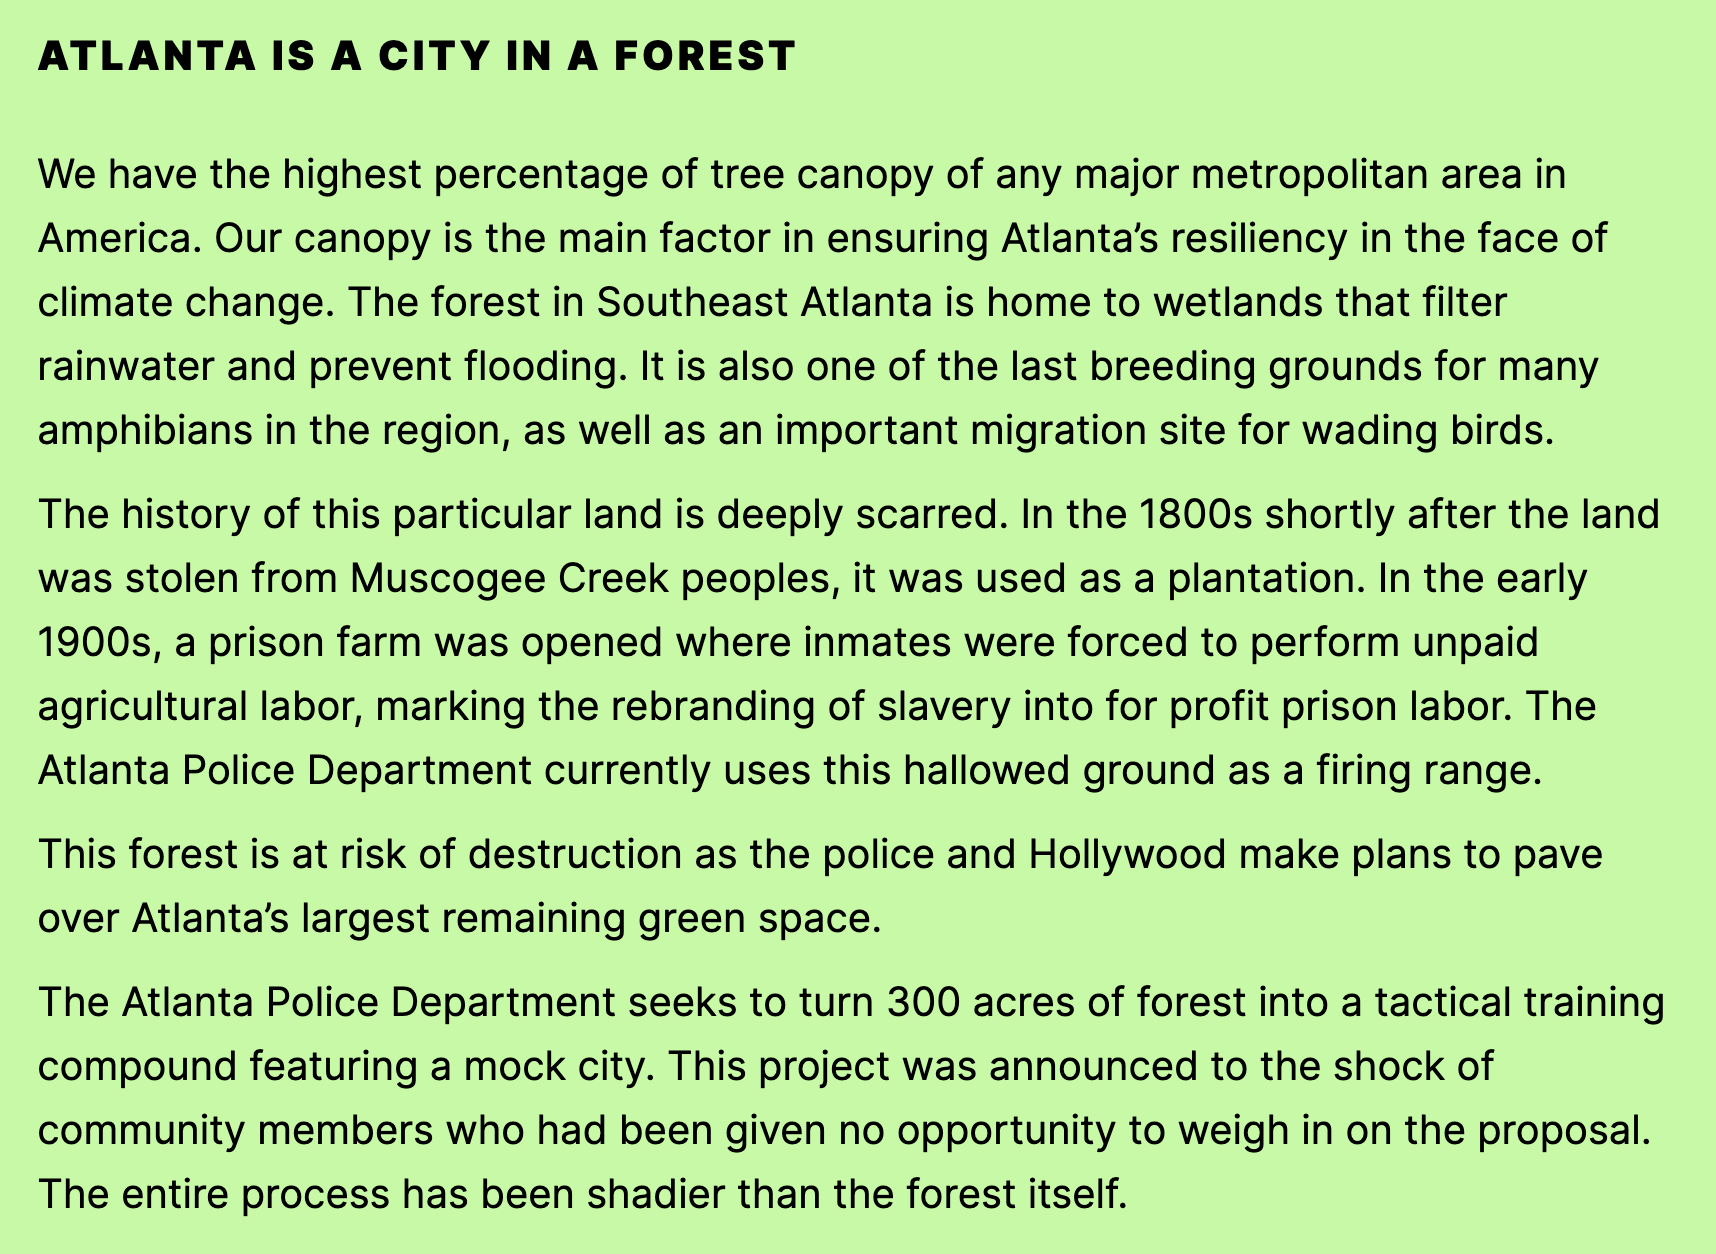 ATLANTA IS A CITY IN A FOREST
We have the highest percentage of tree canopy of any major metropolitan area in
America. Our canopy is the main factor in ensuring Atlanta’s resiliency in the face of
climate change. The forest in Southeast Atlanta is home to wetlands that filter
rainwater and prevent flooding. It is also one of the last breeding grounds for many
amphibians in the region, as well as an important migration site for wading birds.
The history of this particular land is deeply scarred. In the 1800s shortly after the land
was stolen from Muscogee Creek peoples, it was used as a plantation. In the early
1900s, a prison farm was opened where inmates were forced to perform unpaid
agricultural labor, marking the rebranding of slavery into for profit prison labor. The
Atlanta Police Department currently uses this hallowed ground as a firing range.
This forest is at risk of destruction as the police and Hollywood make plans to pave
over Atlanta’s largest remaining green space.
The Atlanta Police Department seeks to turn 300 acres of forest into a tactical training
compound featuring a mock city. This project was announced to the shock of
community members who had been given no opportunity to weigh in on the proposal.
The entire process has been shadier than the forest itself.